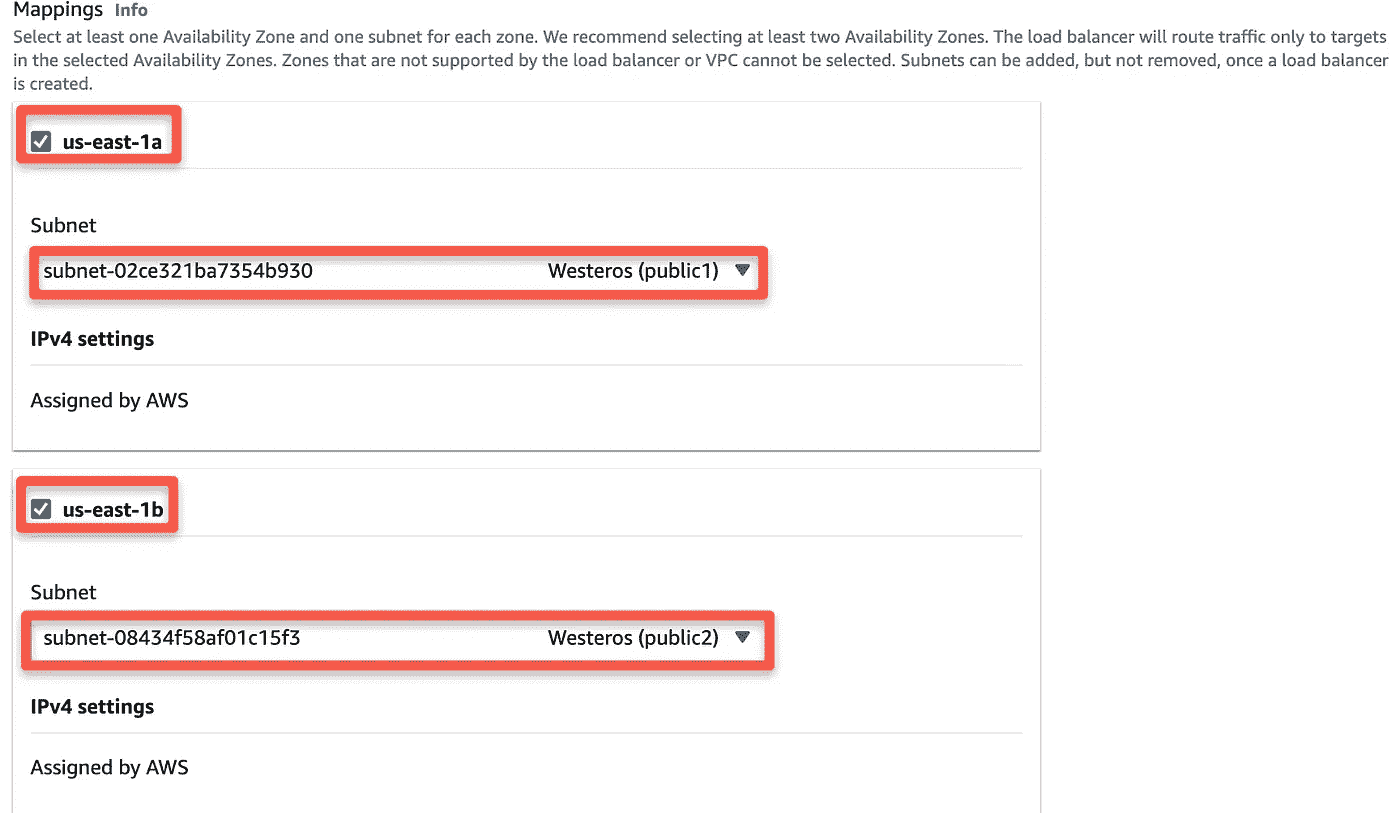 Mappings Info
Select at least one Availability Zone and one subnet for each zone. We recommend selecting at least two Availability Zones. The load balancer will route traffic only to targets
in the selected Availability Zones. Zones that are not supported by the load balancer or VPC cannot be selected. Subnets can be added, but not removed, once a load balancer
is created.
us-east-1a
Subnet
subnet-02ce321ba7354b930 Westeros (public1)
IPv4 settings
Assigned by AWS
us-east-1b
Subnet
subnet-08434f58af01c15f3 Westeros (public2)
IPv4 settings
Assigned by AWS